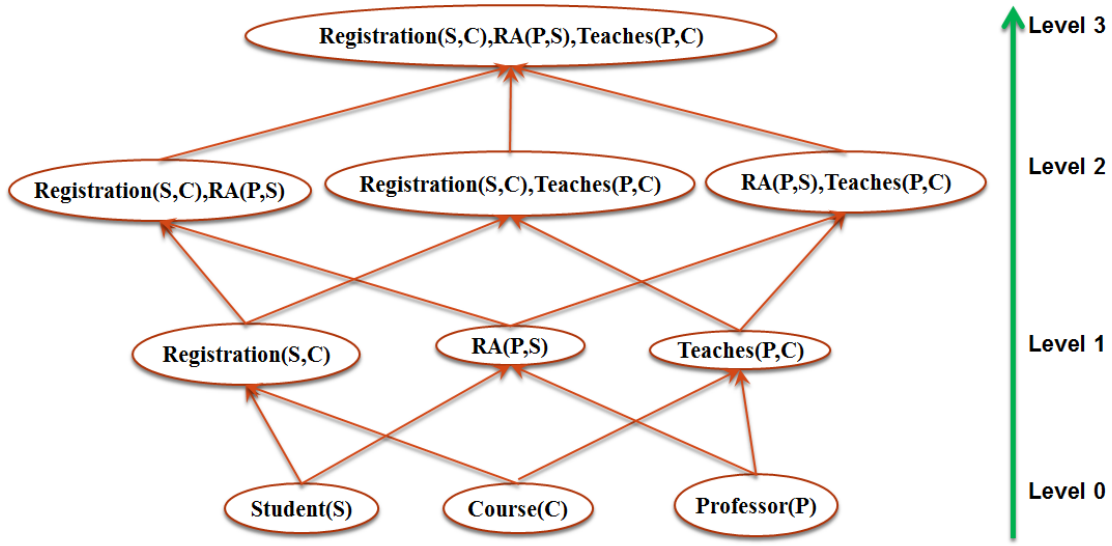 Registration(S,C),RA(P,S),Teaches(P,C)
Level 3
Registration(S,C),RA(P,S)
Registration(S,C),Teaches(P,C)
RA(P,S),Teaches(P,C)
Level 2
Registration(S,C)
RA(P,S)
Teaches(P,C)
Level 1
Student(S)
Course(C)
Professor(P)
Level 0